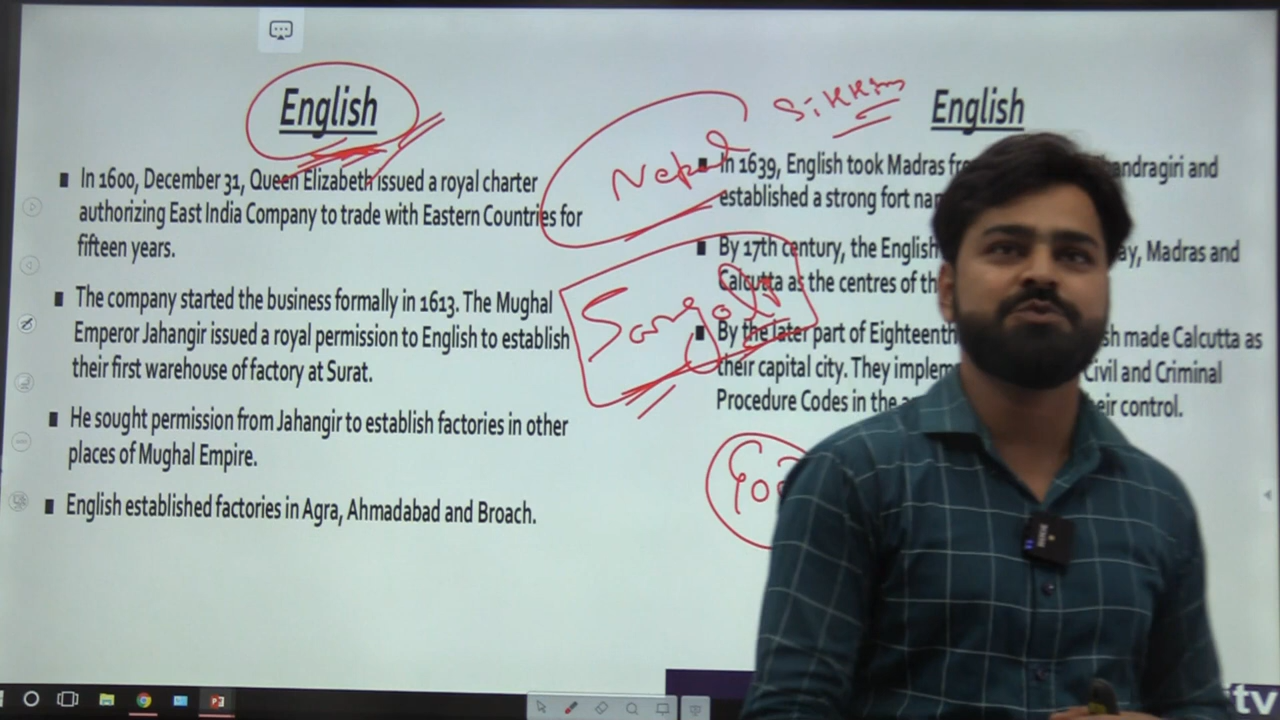 English
In 1600, December 31, Queen Elizabeth issued a royal charter
authorizing East India Company to trade with Eastern Countries for
fifteen years.
The company started the business formally in 1613. The Mughal
Emperor Jahangir issued a royal permission to English to establish
their first warehouse of factory at Surat.
He sought permission from Jahangir to establish factories in other
places of Mughal Empire.
English established factories in Agra, Ahmadabad and Broach.
Nepal
Sikkim
English
In 1639, English took Madras andragiri and
established a strong fort
By 17th century, the English ay, Madras and
Calcutta as the centres of
By the later part of Eighteenth sh made Calcutta as
their capital city. They implem Civil and Criminal
Procedure Codes in the eir control.
itv